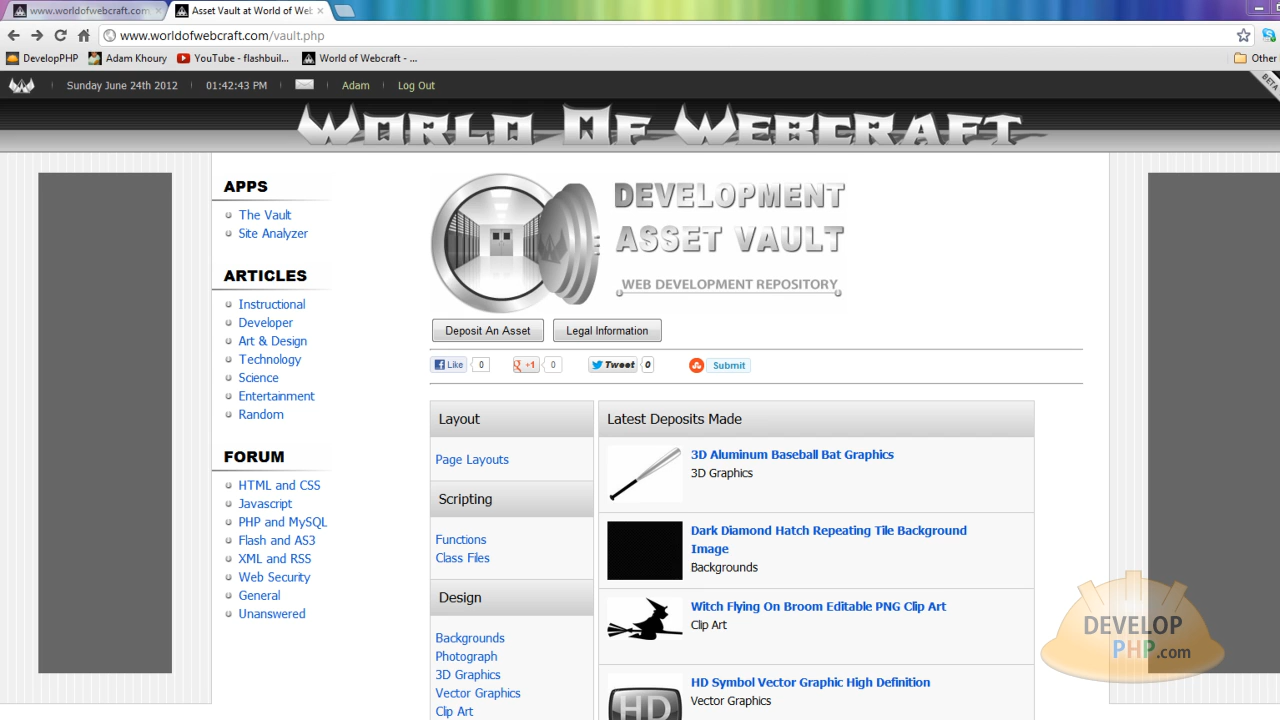 www.worldofwebcraft.com
Asset Vault at World of Web
www.worldofwebcraft.com/vault.php
DevelopPHP
Adam Khoury
YouTube - flashbuil...
World of Webcraft - ...
Other
Sunday June 24th 2012
01:42:43 PM
Adam
Log Out
BETA
WORLD OF WEBCRAFT
APPS
The Vault
Site Analyzer
ARTICLES
Instructional
Developer
Art & Design
Technology
Science
Entertainment
Random
FORUM
HTML and CSS
Javascript
PHP and MySQL
Flash and AS3
XML and RSS
Web Security
General
Unanswered
DEVELOPMENT
ASSET VAULT
WEB DEVELOPMENT REPOSITORY
Deposit An Asset
Legal Information
Like 0
g +1 0
Tweet 0
Submit
Layout
Page Layouts
Scripting
Functions
Class Files
Design
Backgrounds
Photograph
3D Graphics
Vector Graphics
Clip Art
Latest Deposits Made
3D Aluminum Baseball Bat Graphics
3D Graphics
Dark Diamond Hatch Repeating Tile Background
Image
Backgrounds
Witch Flying On Broom Editable PNG Clip Art
Clip Art
HD Symbol Vector Graphic High Definition
Vector Graphics
HD
DEVELOP
PHP.com